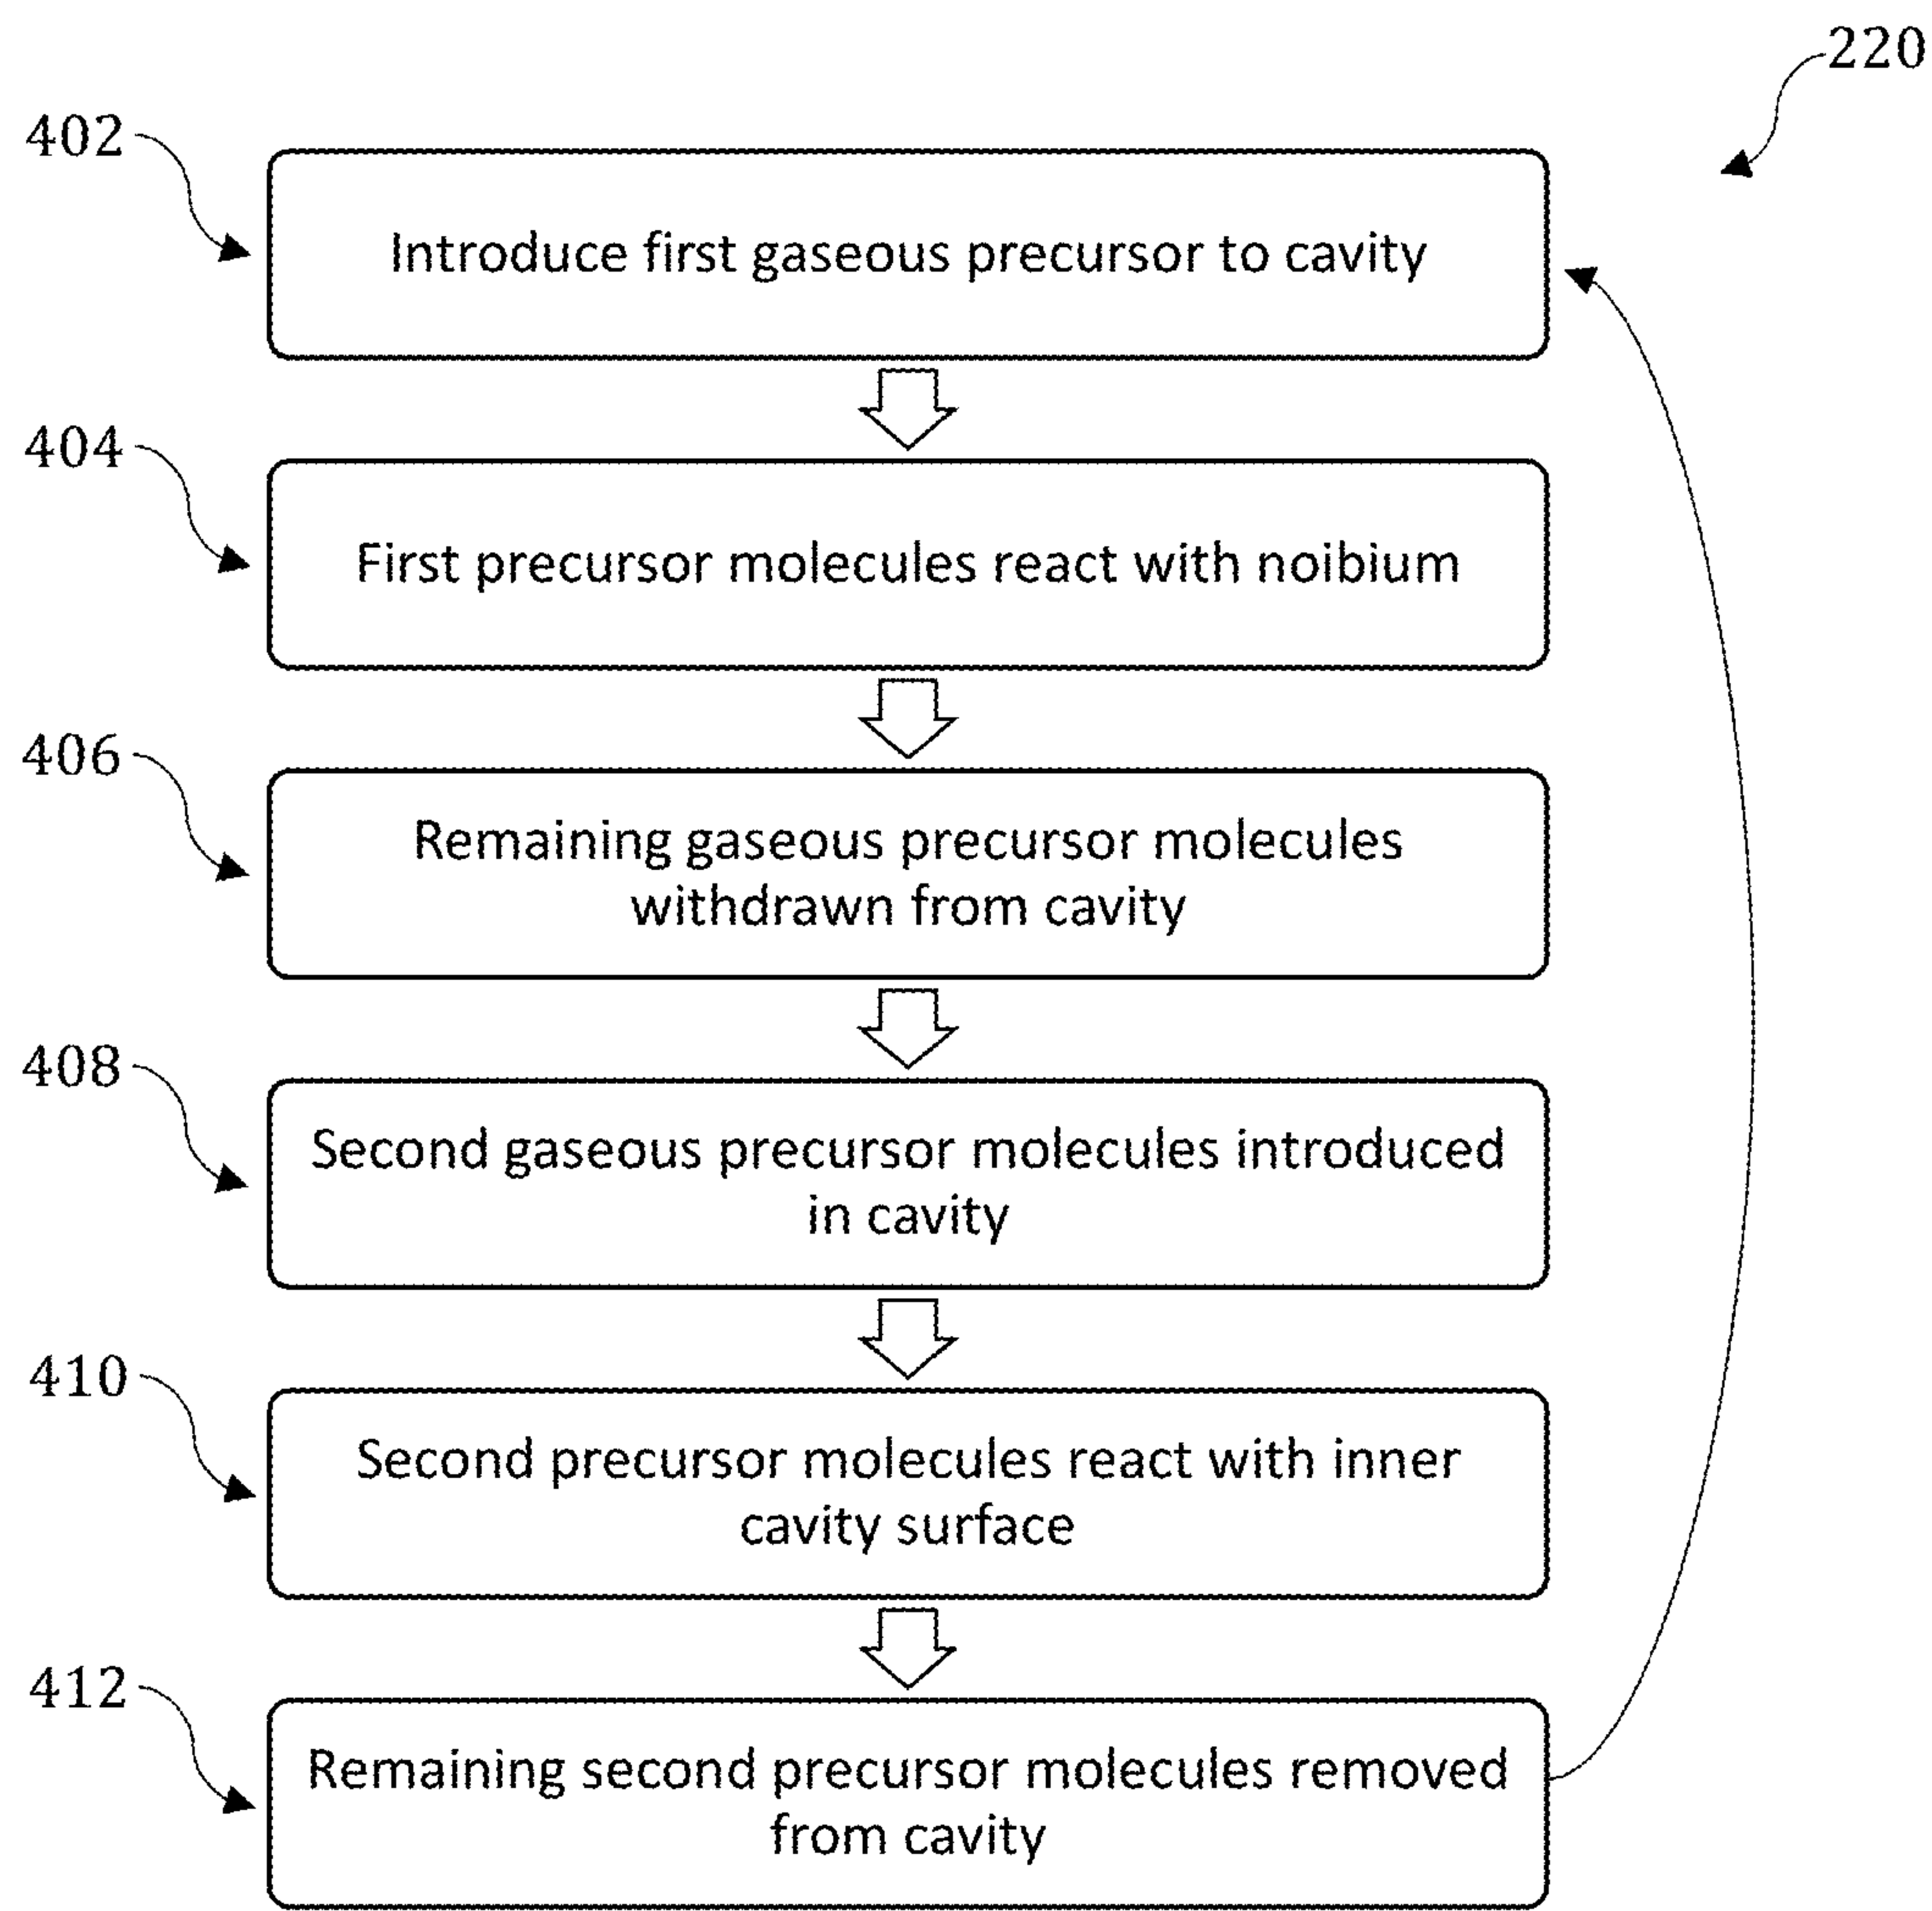 220
402
Introduce first gaseous precursor to cavity
404
First precursor molecules react with noibium
406
Remaining gaseous precursor molecules
withdrawn from cavity
408
Second gaseous precursor molecules introduced
in cavity
410
Second precursor molecules react with inner
cavity surface
412
Remaining second precursor molecules removed
from cavity